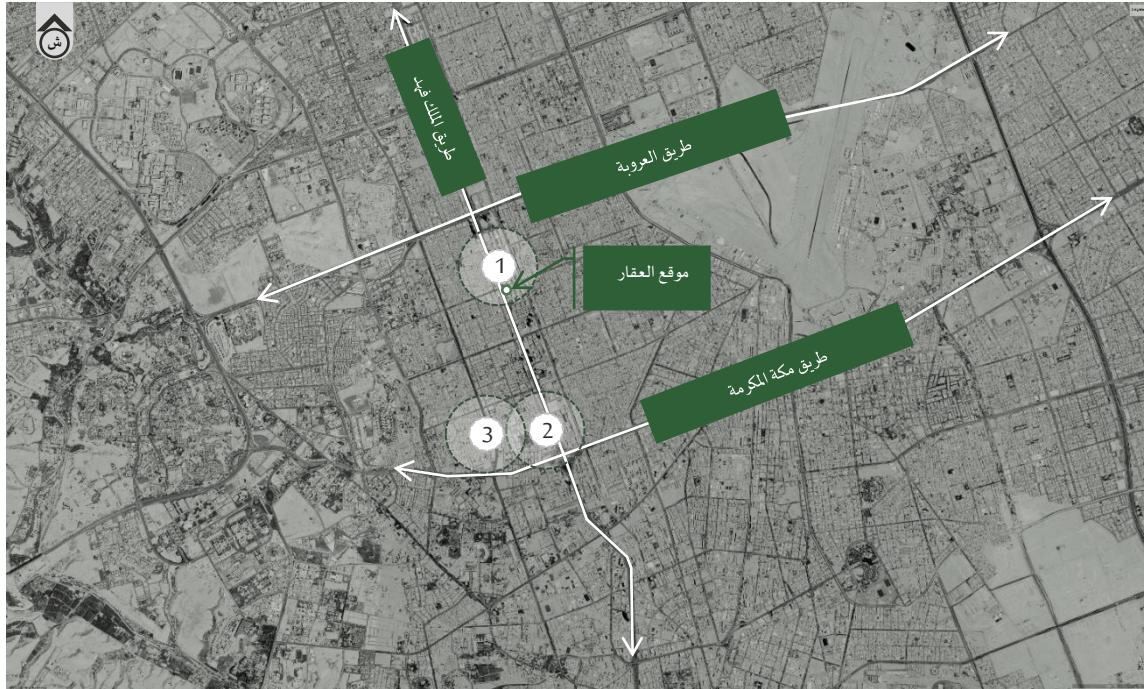 ش
طريق الملك فهد
طريق العروبة
1
موقع العقار
طريق مكة المكرمة
2
3